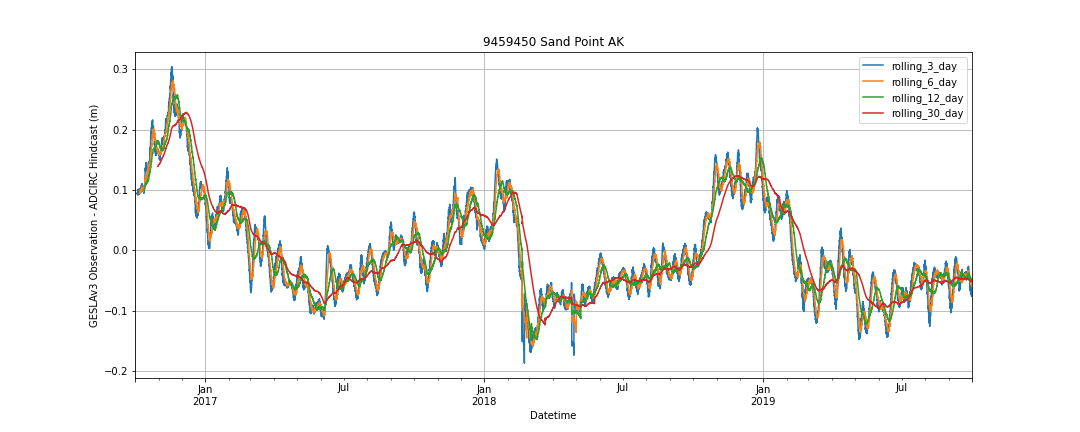 9459450 Sand Point AK
rolling_3_day
rolling_6_day
rolling_12_day
rolling_30_day
GESLAv3 Observation - ADCIRC Hindcast (m)
0.3
0.2
0.1
0.0
−0.1
−0.2
Jan
2017
Jul
Jan
2018
Jul
Jan
2019
Jul
Datetime